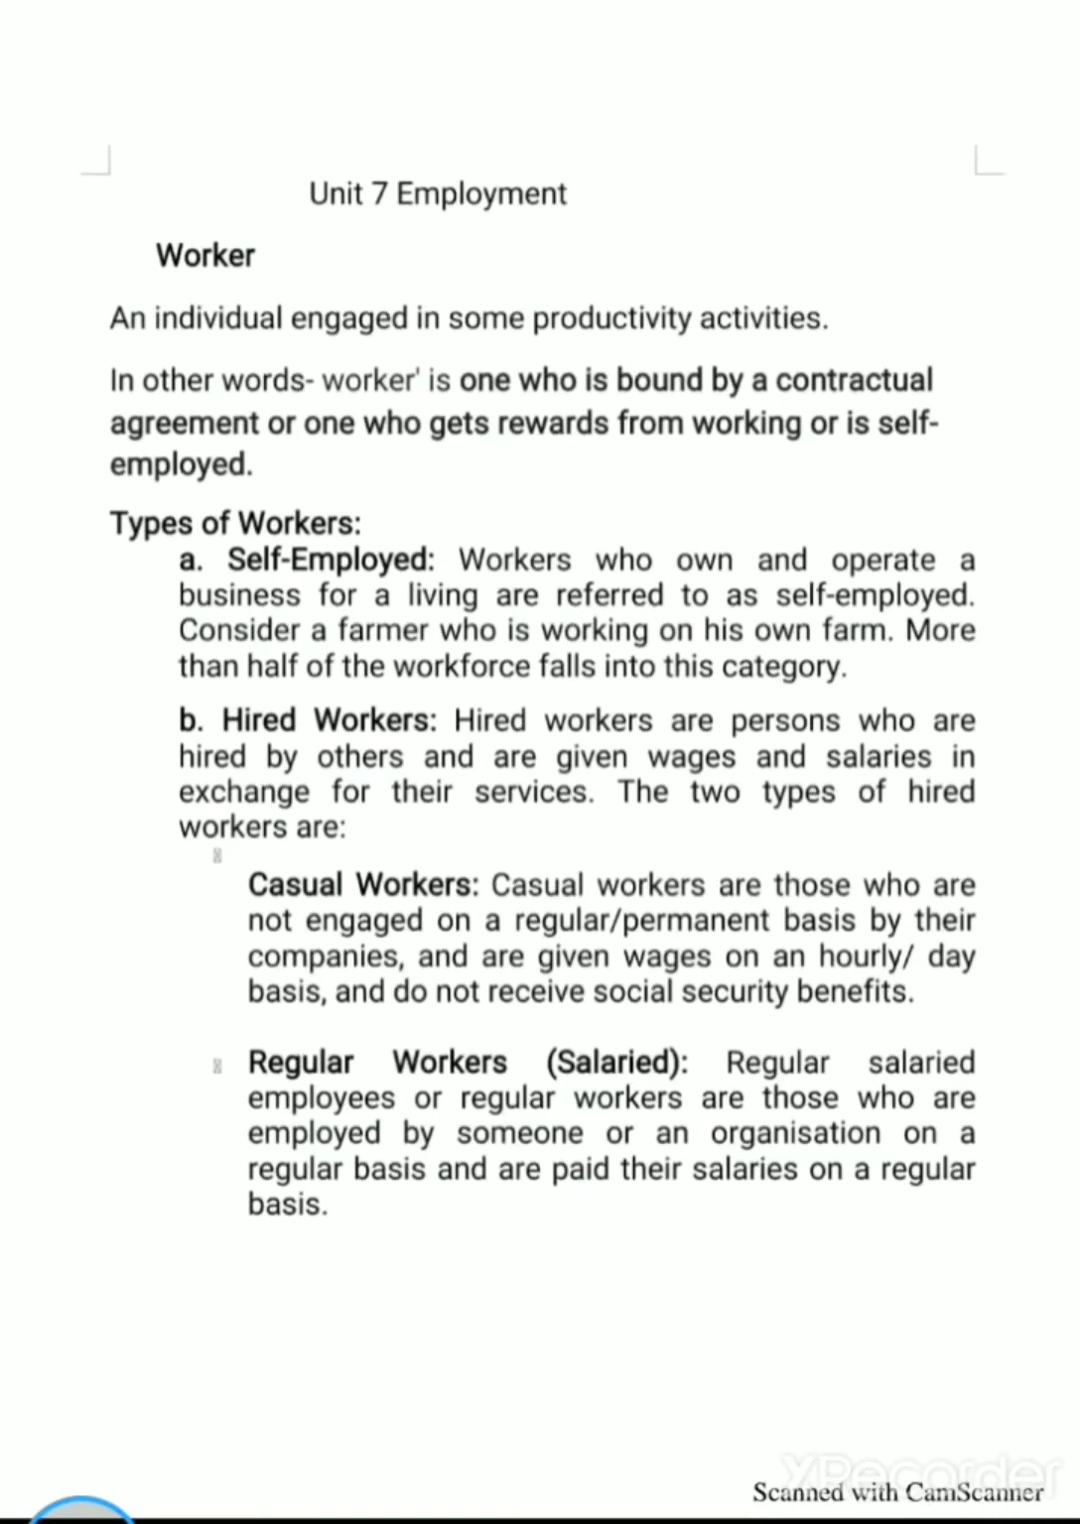 Unit 7 Employment
Worker
An individual engaged in some productivity activities.
In other words- worker' is one who is bound by a contractual
agreement or one who gets rewards from working or is self-
employed.
Types of Workers:
a. Self-Employed: Workers who own and operate a
business for a living are referred to as self-employed.
Consider a farmer who is working on his own farm. More
than half of the workforce falls into this category.
b. Hired Workers: Hired workers are persons who are
hired by others and are given wages and salaries in
exchange for their services. The two types of hired
workers are:
Casual Workers: Casual workers are those who are
not engaged on a regular/permanent basis by their
companies, and are given wages on an hourly/ day
basis, and do not receive social security benefits.
Regular Workers (Salaried): Regular salaried
employees or regular workers are those who are
employed by someone or an organisation on a
regular basis and are paid their salaries on a regular
basis.
XRecorder
Scanned with CamScanner